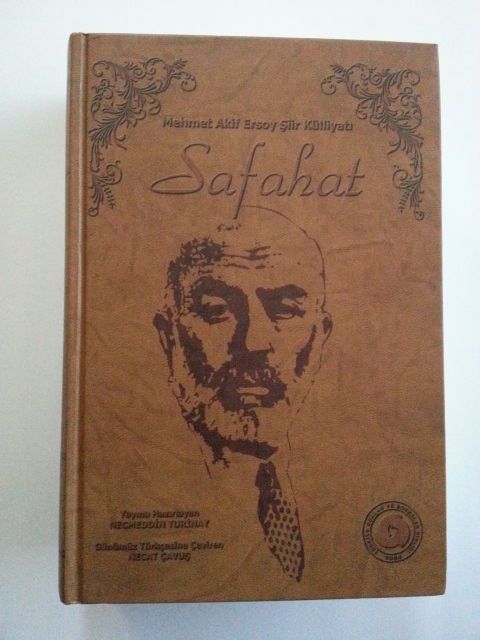 Mehmet Akif Ersoy Şiir Külliyatı
Safahat
Yayına Hazırlayan
NECMEDDİN TURİNAY
Günümüz Türkçesine Çeviren
NECAT ÇAVUŞ